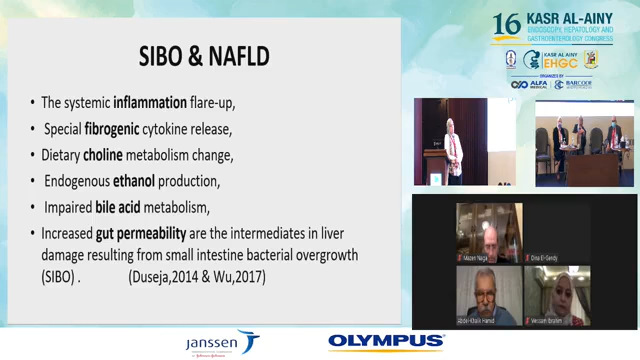 SIBO & NAFLD
• The systemic inflammation flare-up,
• Special fibrogenic cytokine release,
• Dietary choline metabolism change,
• Endogenous ethanol production,
• Impaired bile acid metabolism,
• Increased gut permeability are the intermediates in liver
damage resulting from small intestine bacterial overgrowth
(SIBO) . (Duseja,2014 & Wu,2017)
janssen
OLYMPUS
16 KASR AL-AINY
ENDOSCOPY, HEPATOLOGY AND
GASTROENTEROLOGY CONGRESS
KASR AL-AINY
EHGC
ORGANIZED BY
ALFA
MEDICAL
BARCODE
Mazen Naga
Dina El-Gendy
Abdel-Khalik Hamid
Wessam Ibrahim